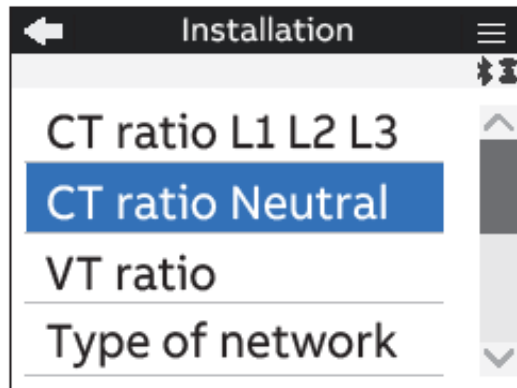 Installation
CT ratio L1 L2 L3
CT ratio Neutral
VT ratio
Type of network